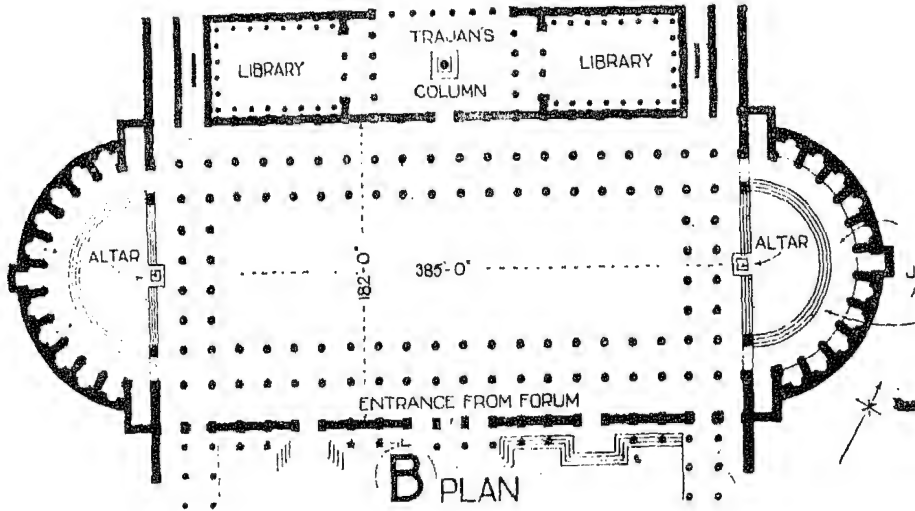 TRAJAN'S
LIBRARY
LIBRARY
COLUMN
ALTAR
ALTAR
182'-0"
385'-0"
ENTRANCE FROM FORUM
B PLAN